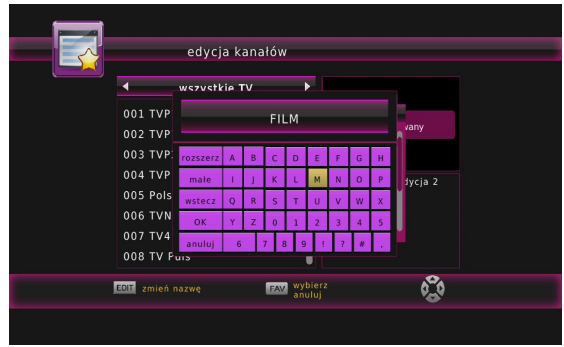 edycja kanałów
wszystkie TV
001 TVP
002 TVP
003 TVP
004 TVP
005 Pols
006 TVN
007 TV4
008 TV Puls
wany
dycja 2
FILM
rozszerz A B C D E F G H
małe I J K L M N O P
wstecz Q R S T U V W X
OK Y Z 0 1 2 3 4 5
anuluj 6 7 8 9 ! ? # .
EDIT zmień nazwę FAV wybierz
anuluj